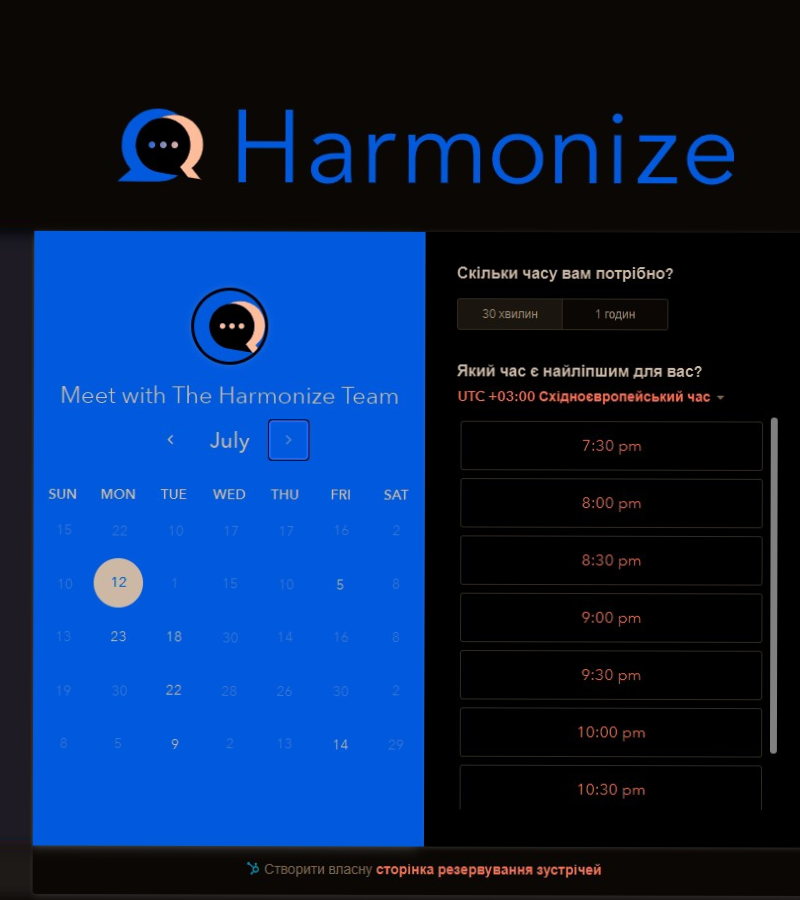 Harmonize
Meet with The Harmonize Team
July
SUN MON TUE WED THU FRI SAT
15 22 10 17 17 16 2
10 12 1 15 10 5 8
13 23 18 30 14 16 8
19 30 22 28 26 30 2
8 5 9 2 13 14 29
Скільки часу вам потрібно?
30 хвилин 1 годин
Який час є найліпшим для вас?
UTC +03:00 Східноєвропейський час
7:30 pm
8:00 pm
8:30 pm
9:00 pm
9:30 pm
10:00 pm
10:30 pm
Створити власну сторінка резервування зустрічей